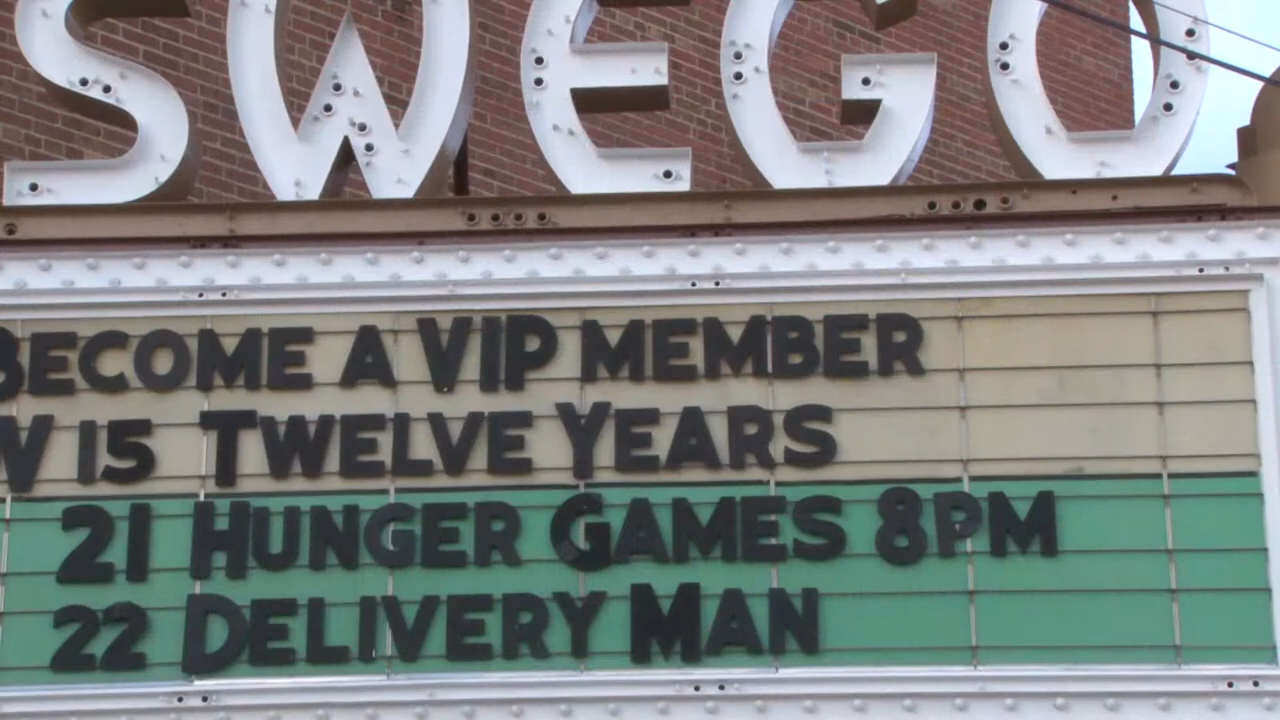 SWEGO
BECOME A VIP MEMBER
V 15 TWELVE YEARS
21 HUNGER GAMES 8PM
22 DELIVERY MAN